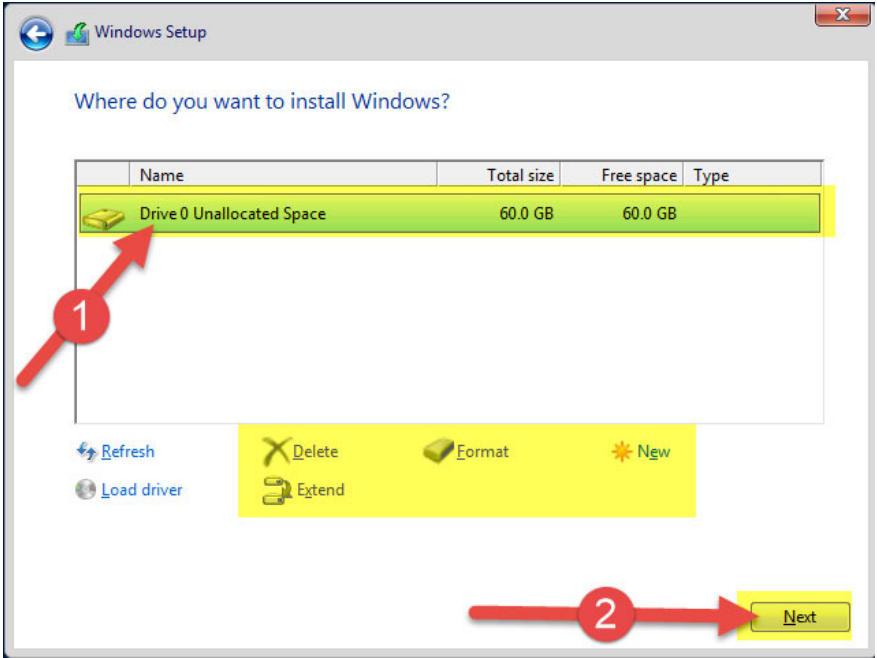 Windows Setup
Where do you want to install Windows?
Name Total size Free space Type
Drive 0 Unallocated Space 60.0 GB 60.0 GB
1
Refresh Delete Format New
Load driver Extend
2 Next